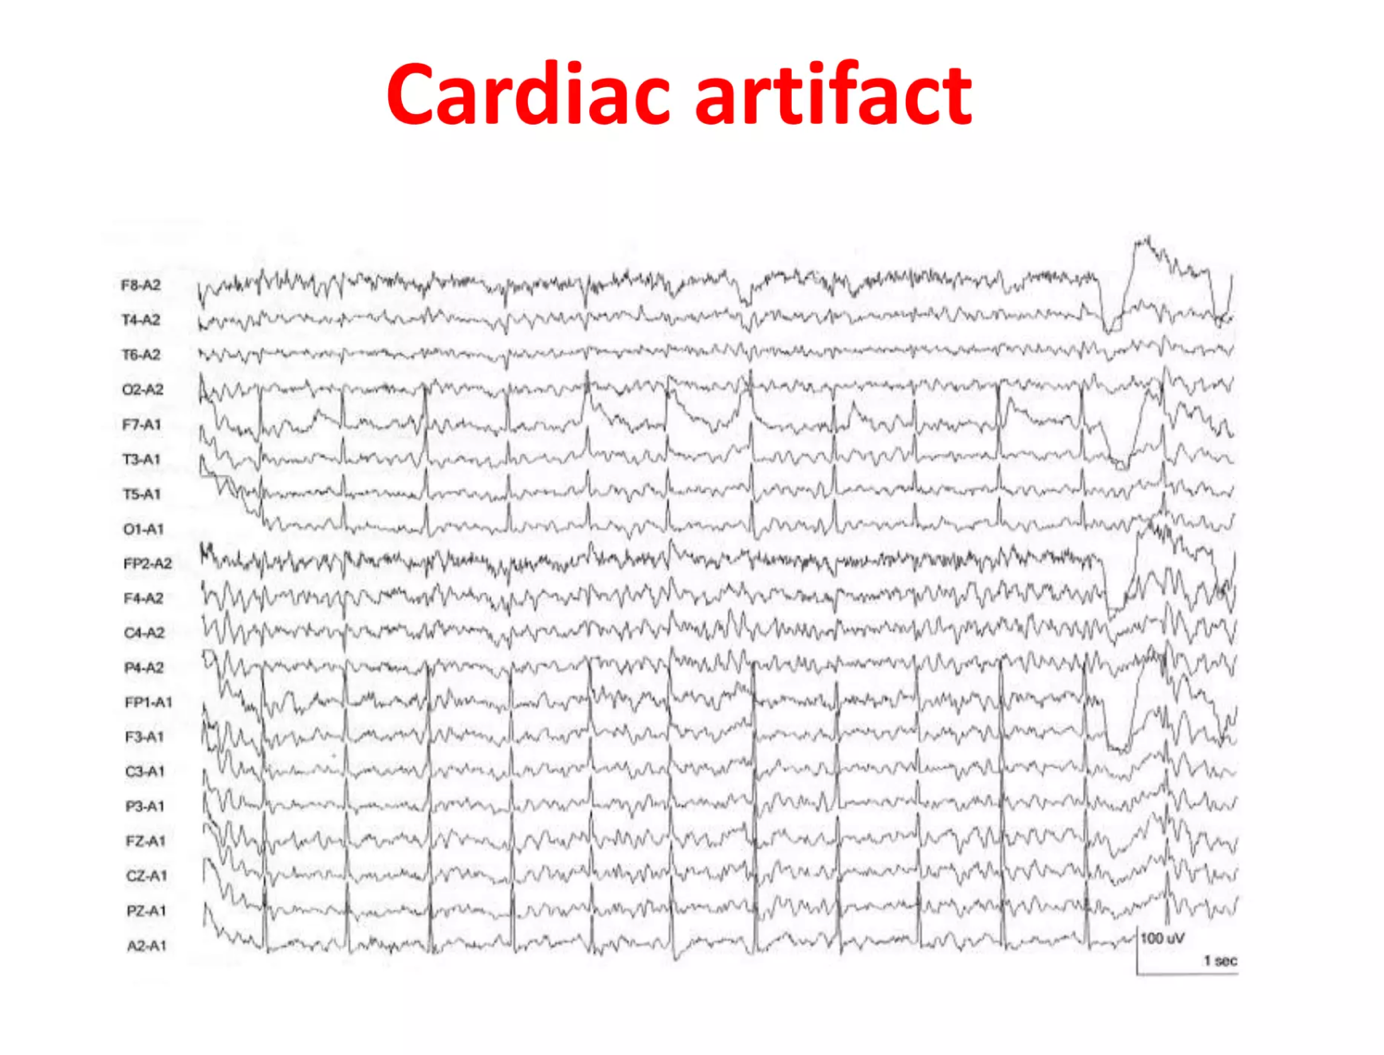 Cardiac artifact
F8-A2
T4-A2
T6-A2
O2-A2
F7-A1
T3-A1
T5-A1
O1-A1
FP2-A2
F4-A2
C4-A2
P4-A2
FP1-A1
F3-A1
C3-A1
P3-A1
FZ-A1
CZ-A1
PZ-A1
A2-A1
100 uV
1 sec